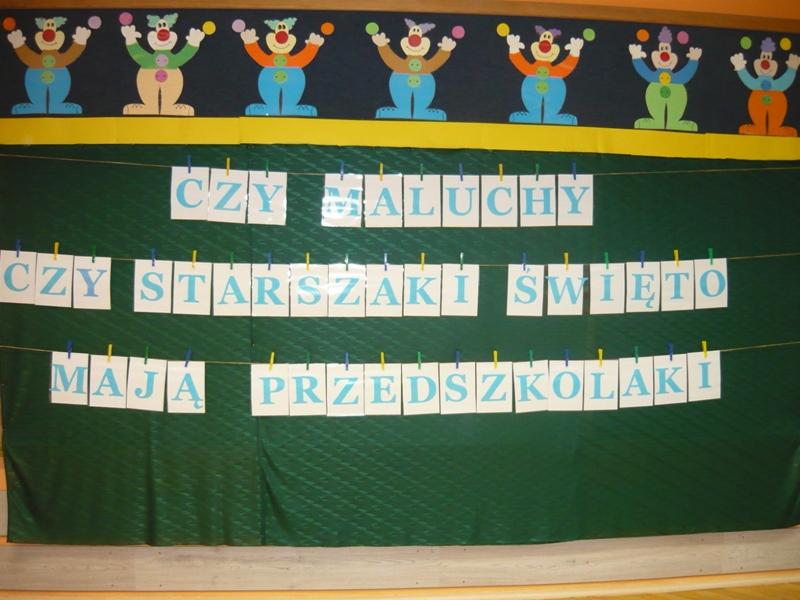 CZY MALUCHY
CZY STARSZAKI ŚWIĘTO
MAJĄ PRZEDSZKOLAKI